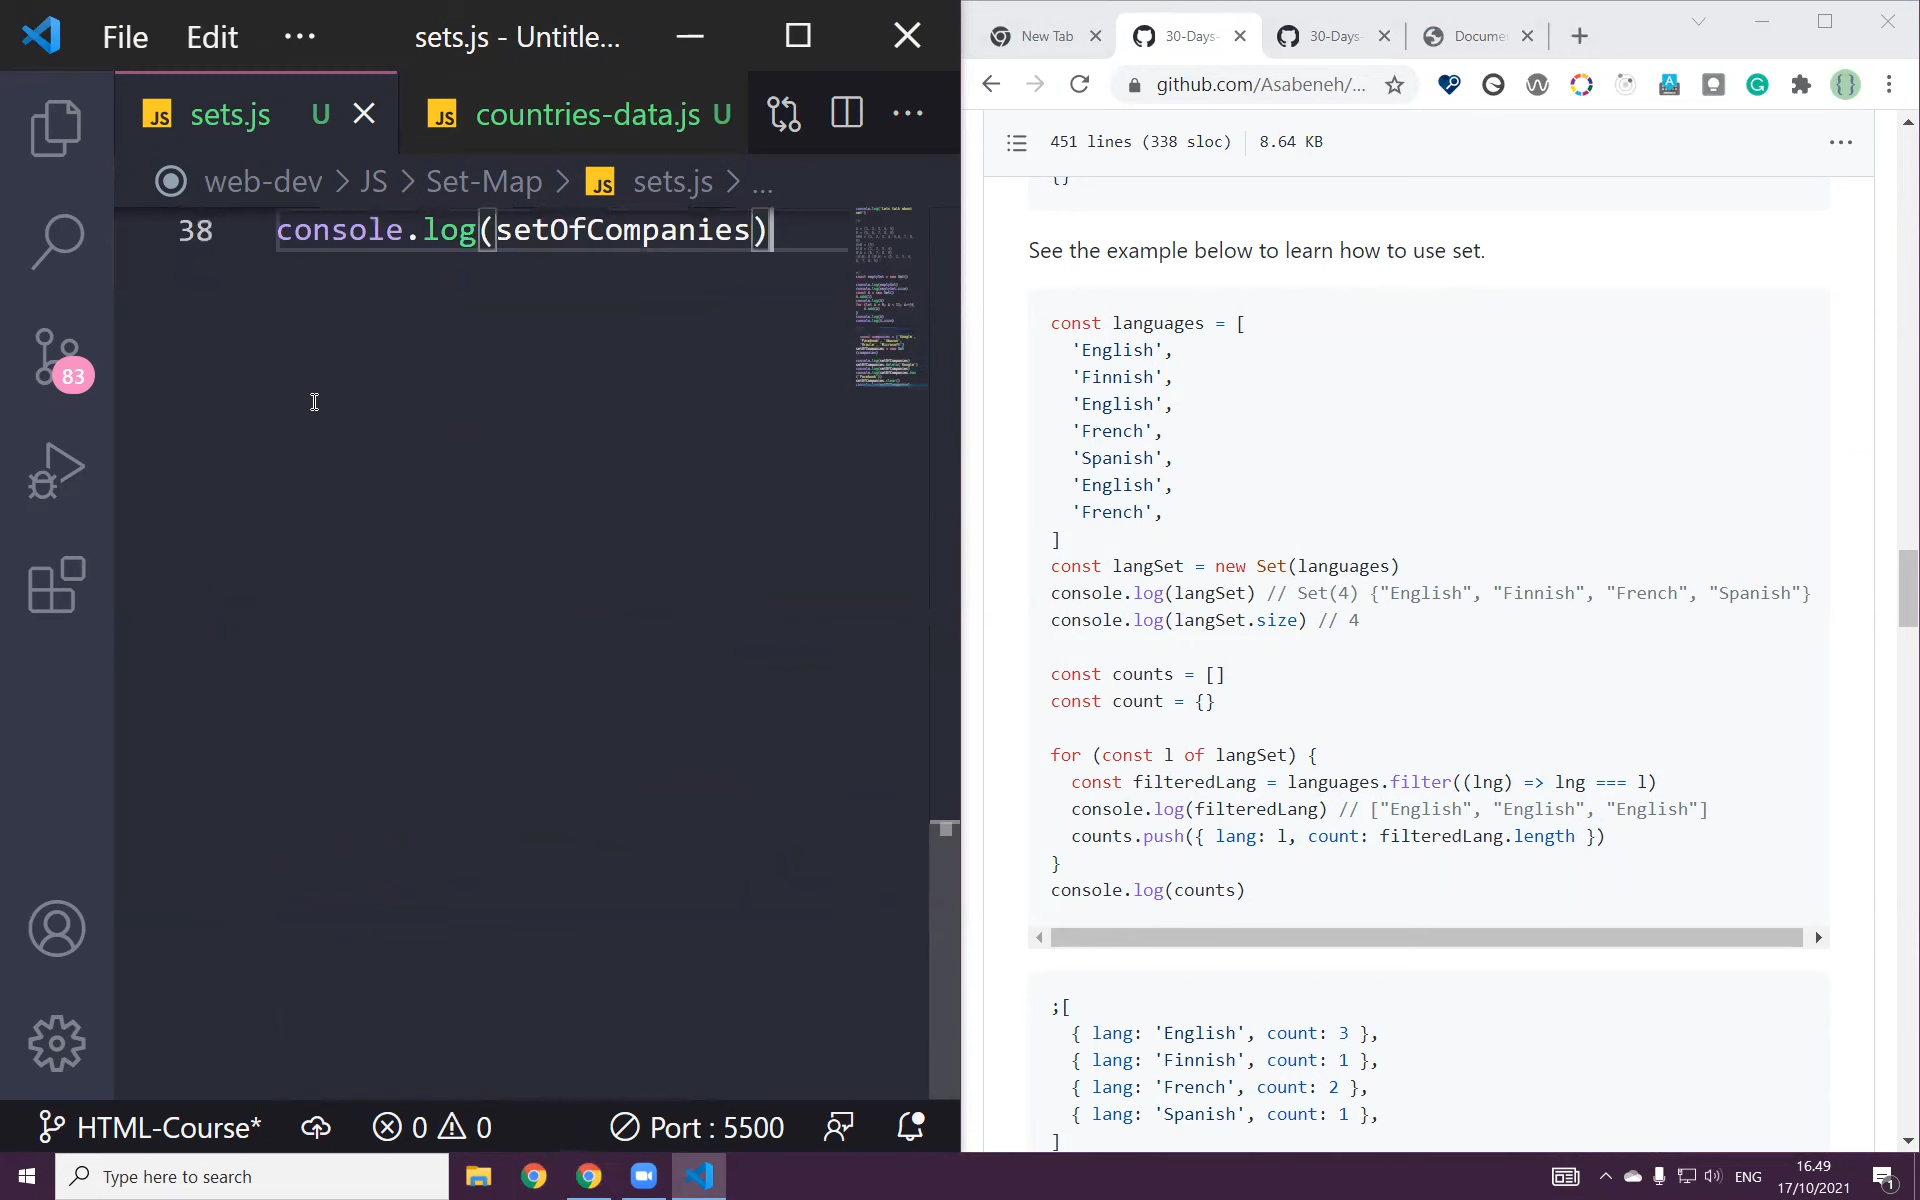 File Edit ··· sets.js - Untitle...
JS sets.js U JS countries-data.js U ···
web-dev > JS > Set-Map > JS sets.js > ...
38 console.log(setOfCompanies)
83
HTML-Course* 0 0 Port : 5500
New Tab 30-Days- 30-Days- Docume
github.com/Asabeneh/...
451 lines (338 sloc) 8.64 KB
{}
See the example below to learn how to use set.
const languages = [
'English',
'Finnish',
'English',
'French',
'Spanish',
'English',
'French',
]
const langSet = new Set(languages)
console.log(langSet) // Set(4) {"English", "Finnish", "French", "Spanish"}
console.log(langSet.size) // 4
const counts = []
const count = {}
for (const l of langSet) {
const filteredLang = languages.filter((lng) => lng === l)
console.log(filteredLang) // ["English", "English", "English"]
counts.push({ lang: l, count: filteredLang.length })
}
console.log(counts)
;[
{ lang: 'English', count: 3 },
{ lang: 'Finnish', count: 1 },
{ lang: 'French', count: 2 },
{ lang: 'Spanish', count: 1 },
]
Type here to search
ENG
16.49
17/10/2021
1